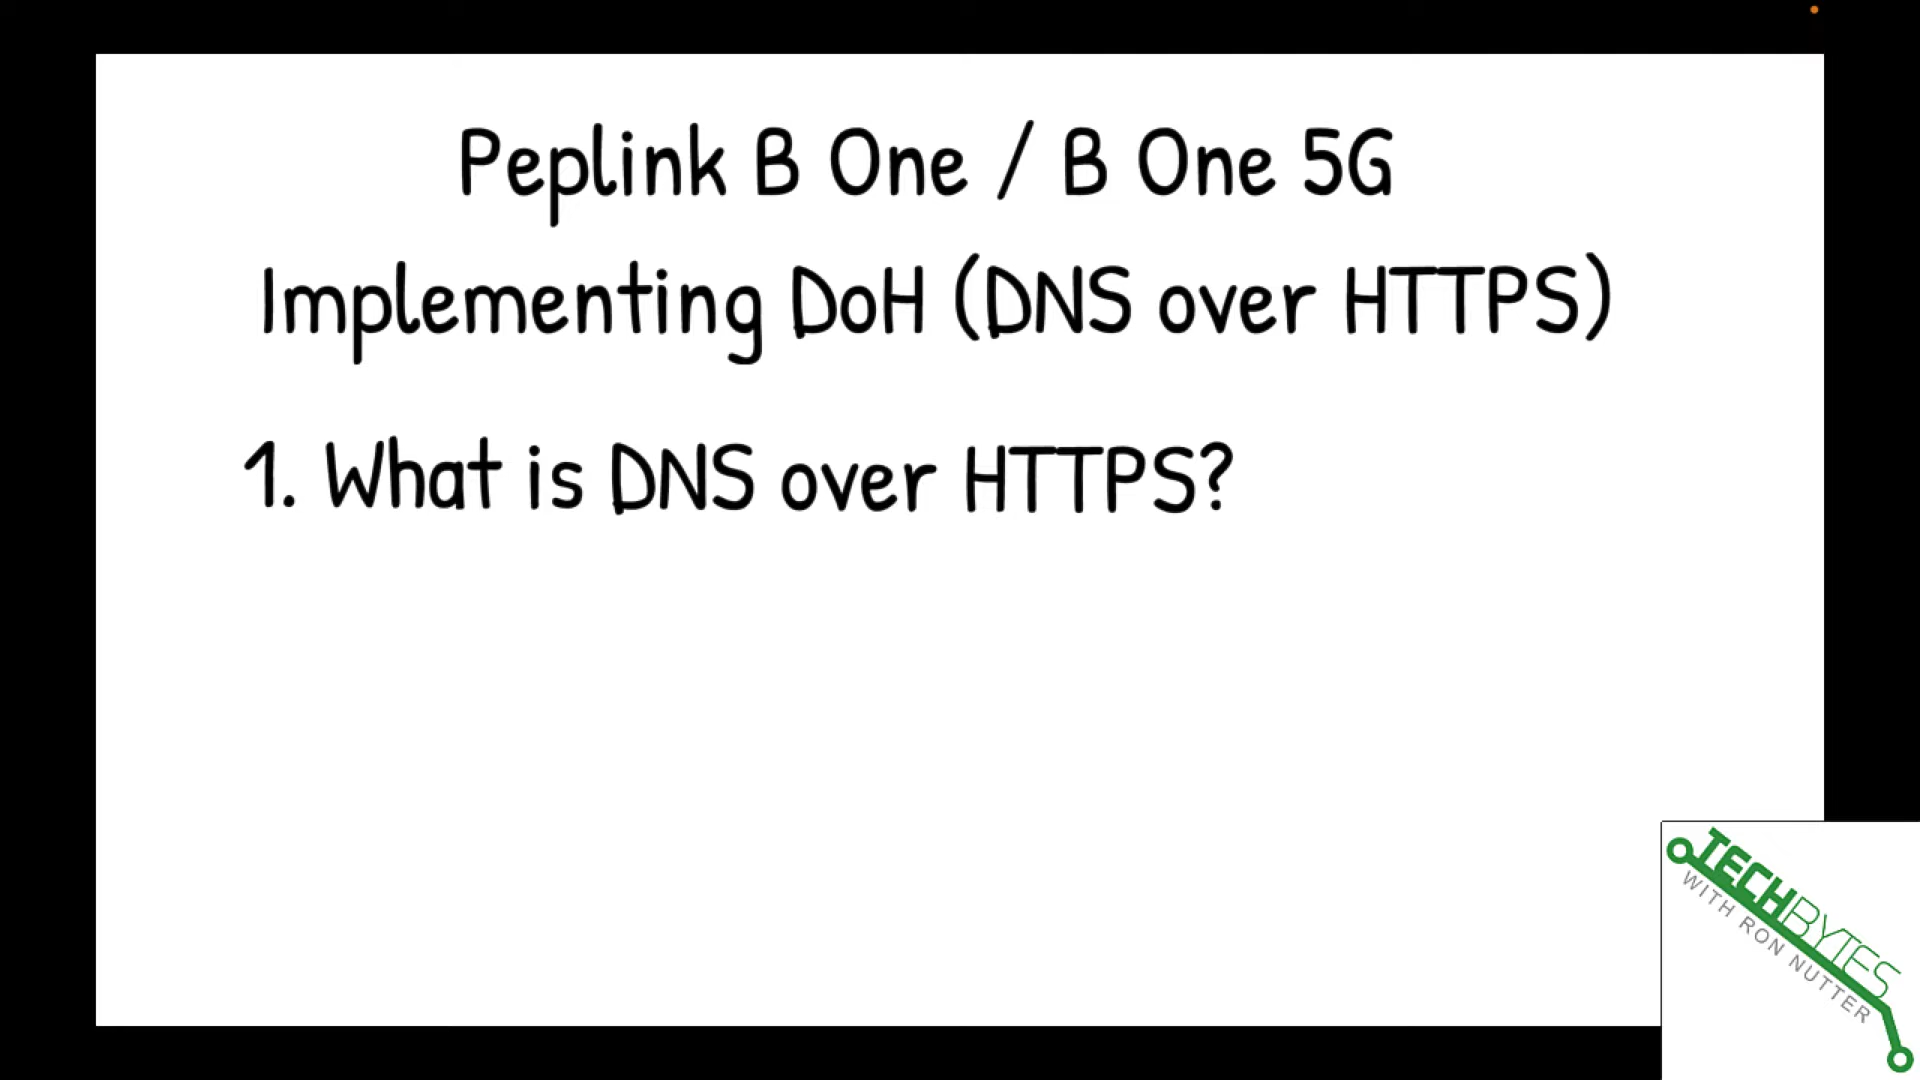 Peplink B One / B One 5G
Implementing DoH (DNS over HTTPS)
1. What is DNS over HTTPS?
TECHBYTES
WITH RON NUTTER